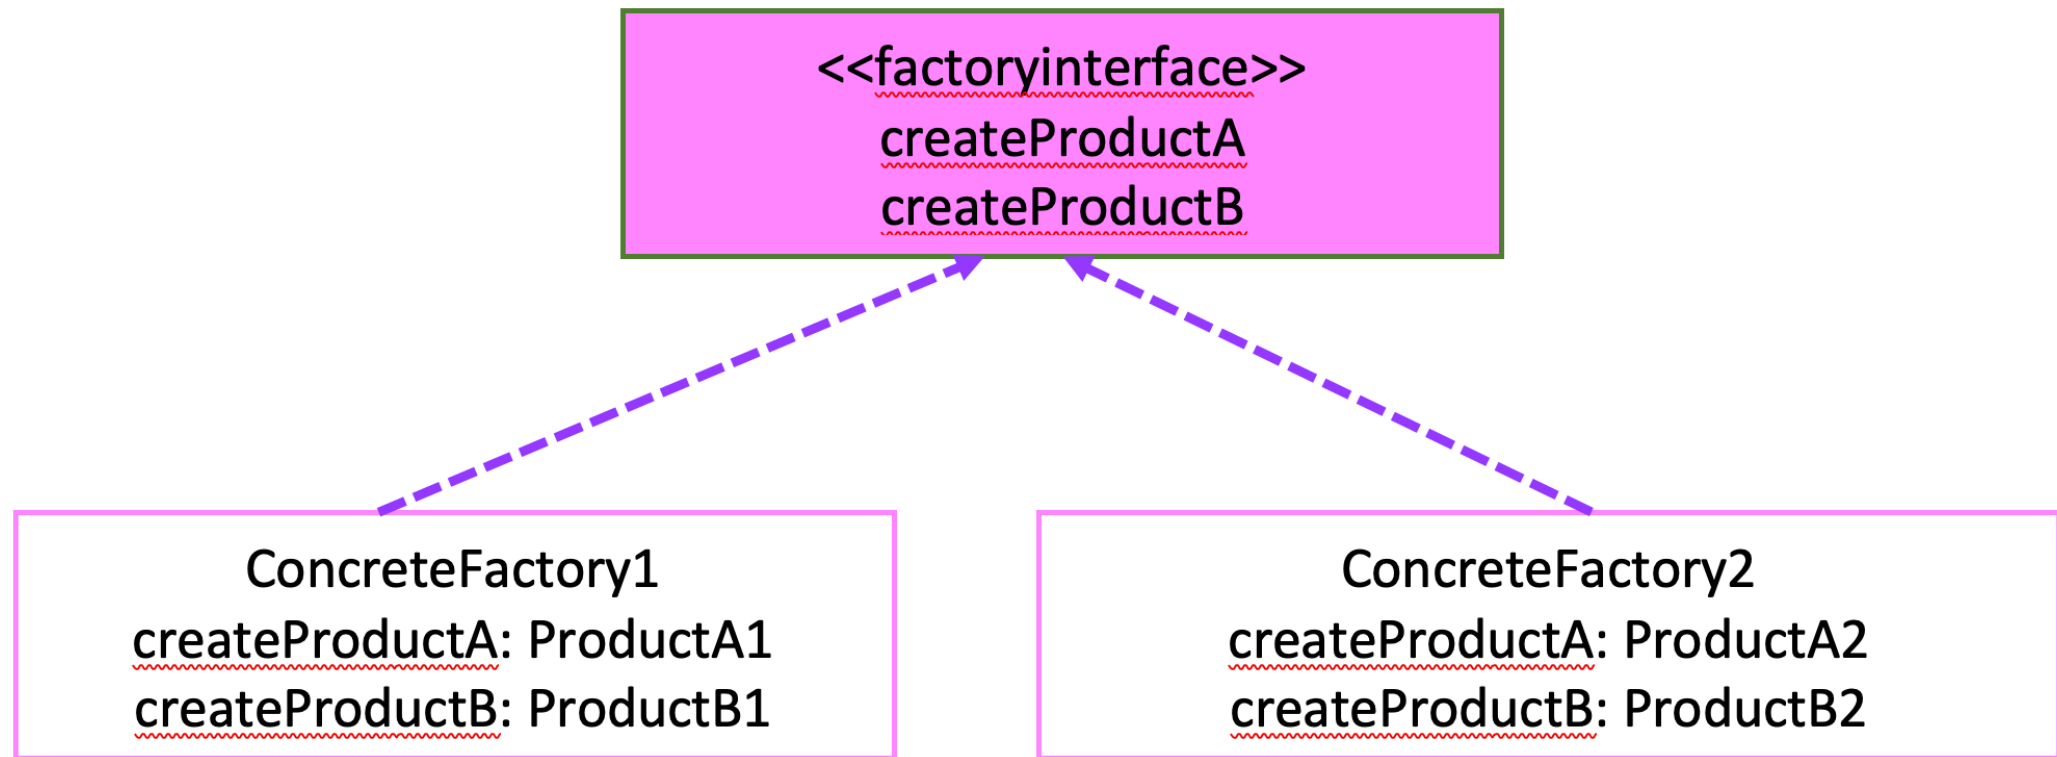 <<factoryinterface>>
createProductA
createProductB
ConcreteFactory1
createProductA: ProductA1
createProductB: ProductB1
ConcreteFactory2
createProductA: ProductA2
createProductB: ProductB2